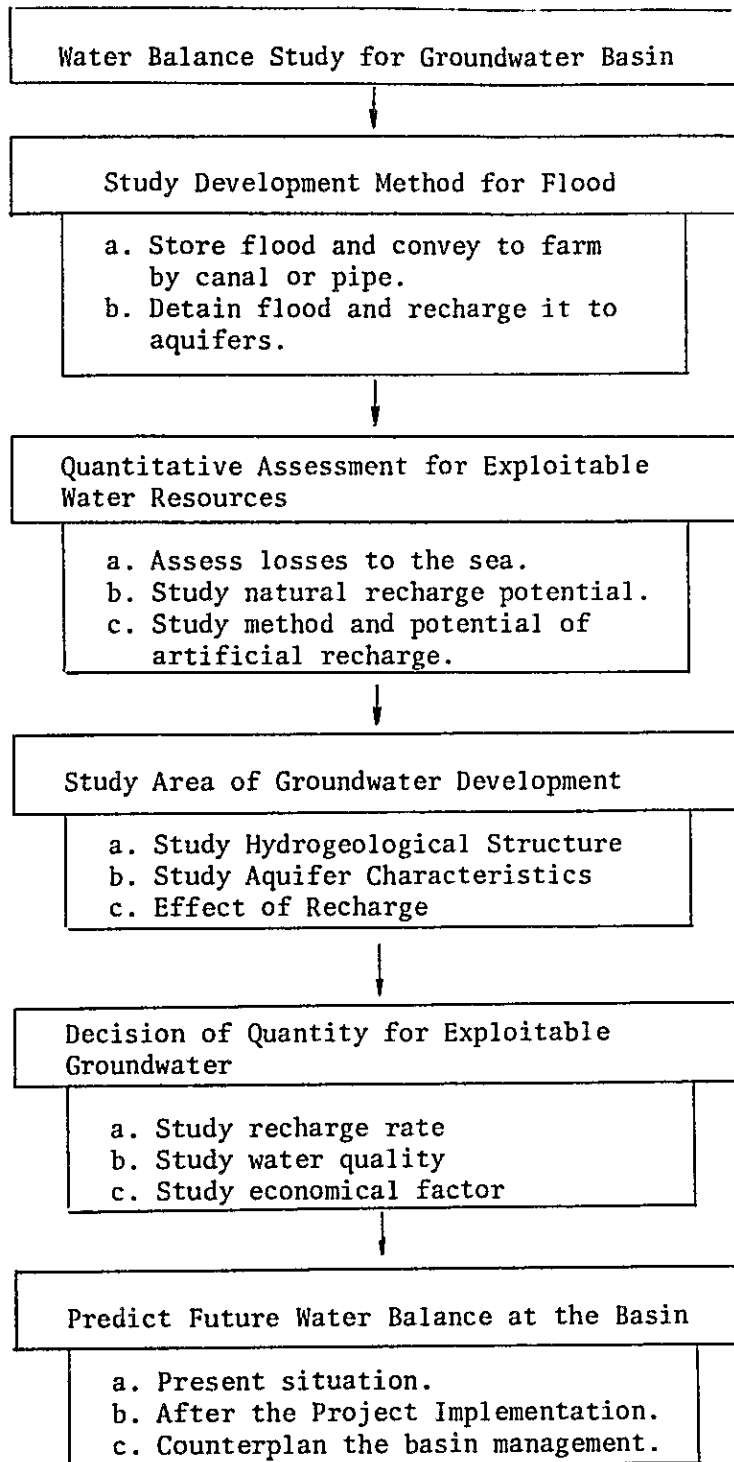 Water Balance Study for Groundwater Basin
Study Development Method for Flood
a. Store flood and convey to farm
by canal or pipe.
b. Detain flood and recharge it to
aquifers.
Quantitative Assessment for Exploitable
Water Resources
a. Assess losses to the sea.
b. Study natural recharge potential.
c. Study method and potential of
artificial recharge.
Study Area of Groundwater Development
a. Study Hydrogeological Structure
b. Study Aquifer Characteristics
c. Effect of Recharge
Decision of Quantity for Exploitable
Groundwater
a. Study recharge rate
b. Study water quality
c. Study economical factor
Predict Future Water Balance at the Basin
a. Present situation.
b. After the Project Implementation.
c. Counterplan the basin management.